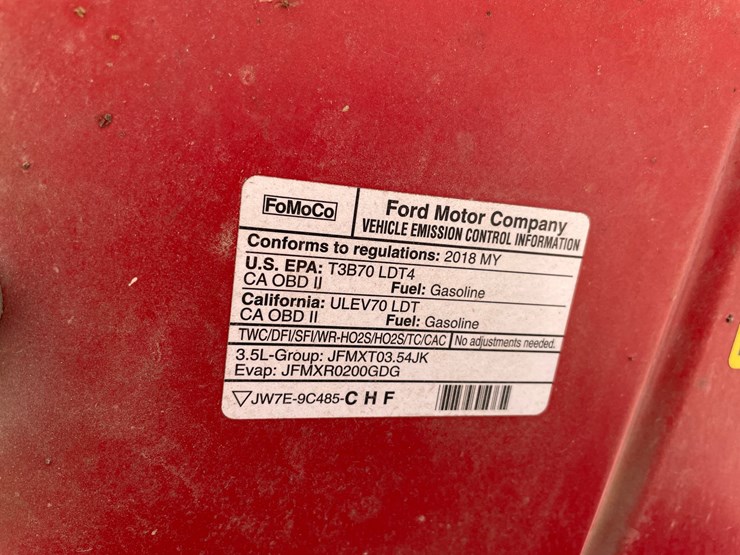 FoMoCo
Ford Motor Company
VEHICLE EMISSION CONTROL INFORMATION
Conforms to regulations: 2018 MY
U.S. EPA: T3B70 LDT4
CA OBD II Fuel: Gasoline
California: ULEV70 LDT
CA OBD II Fuel: Gasoline
TWC/DFI/SFI/WR-HO2S/HO2S/TC/CAC No adjustments needed.
3.5L-Group: JFMXT03.54JK
Evap: JFMXR0200GDG
▽JW7E-9C485-C H F